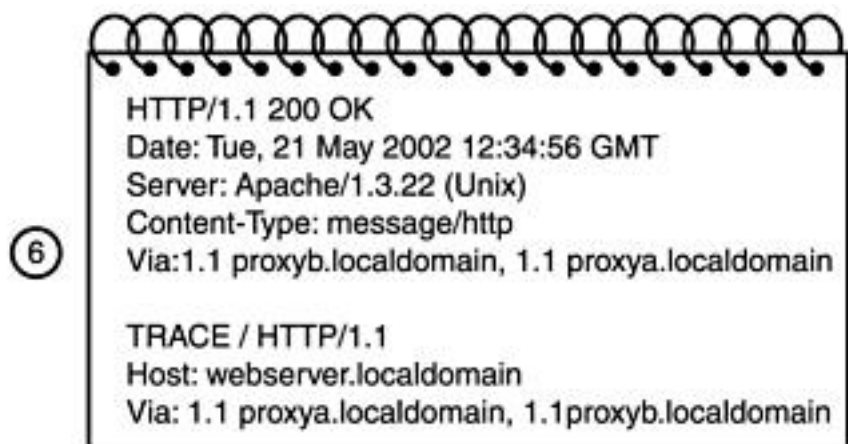 6
HTTP/1.1 200 OK
Date: Tue, 21 May 2002 12:34:56 GMT
Server: Apache/1.3.22 (Unix)
Content-Type: message/http
Via:1.1 proxyb.localdomain, 1.1 proxya.localdomain
TRACE / HTTP/1.1
Host: webserver.localdomain
Via: 1.1 proxya.localdomain, 1.1proxyb.localdomain